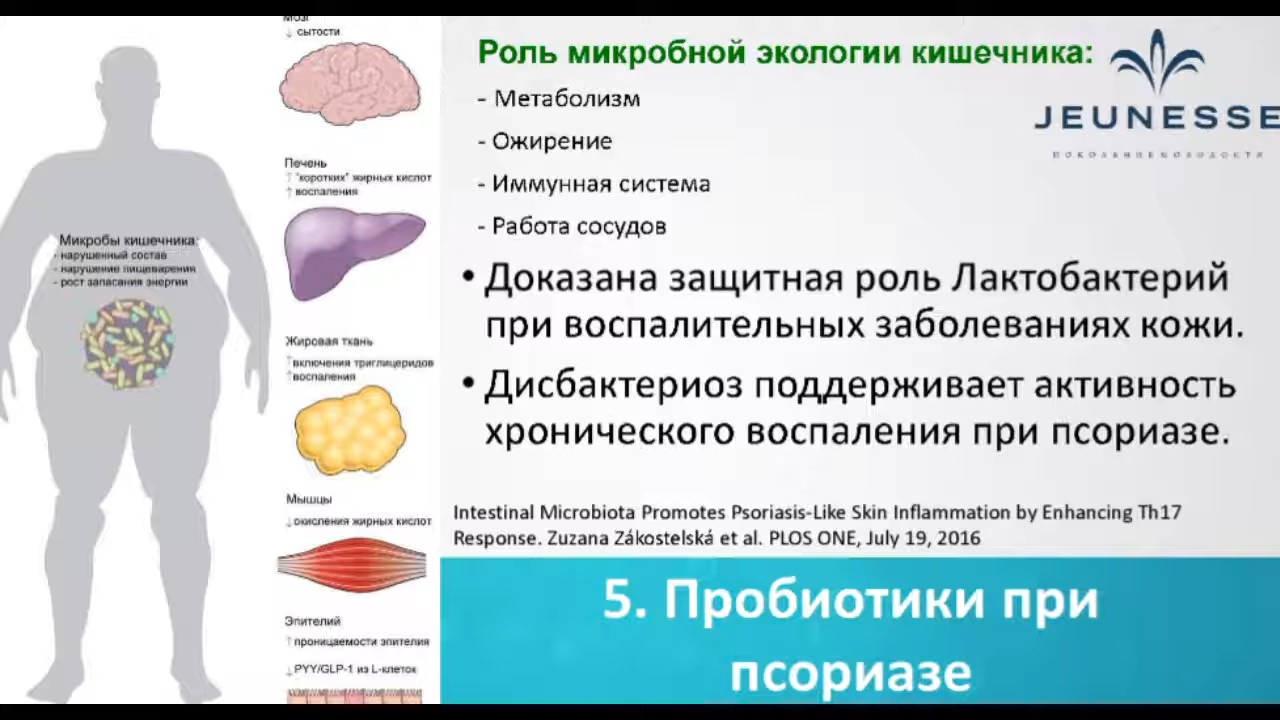 Мозг
↓ сытости
Печень
↑ "коротких" жирных кислот
↑ воспаления
Микробы кишечника:
- нарушенный состав
- нарушение пищеварения
- рост запасания энергии
Жировая ткань
↑включения триглицеридов
↑воспаления
Мышцы
↓окисления жирных кислот
Эпителий
↑проницаемости эпителия
↓PYY/GLP-1 из L-клеток
Роль микробной экологии кишечника:
- Метаболизм
- Ожирение
- Иммунная система
- Работа сосудов
JEUNESSE
ПОКОЛЕНИЕ МОЛОДОСТИ
• Доказана защитная роль Лактобактерий
при воспалительных заболеваниях кожи.
• Дисбактериоз поддерживает активность
хронического воспаления при псориазе.
Intestinal Microbiota Promotes Psoriasis-Like Skin Inflammation by Enhancing Th17
Response. Zuzana Zákostelská et al. PLOS ONE, July 19, 2016
5. Пробиотики при
псориазе